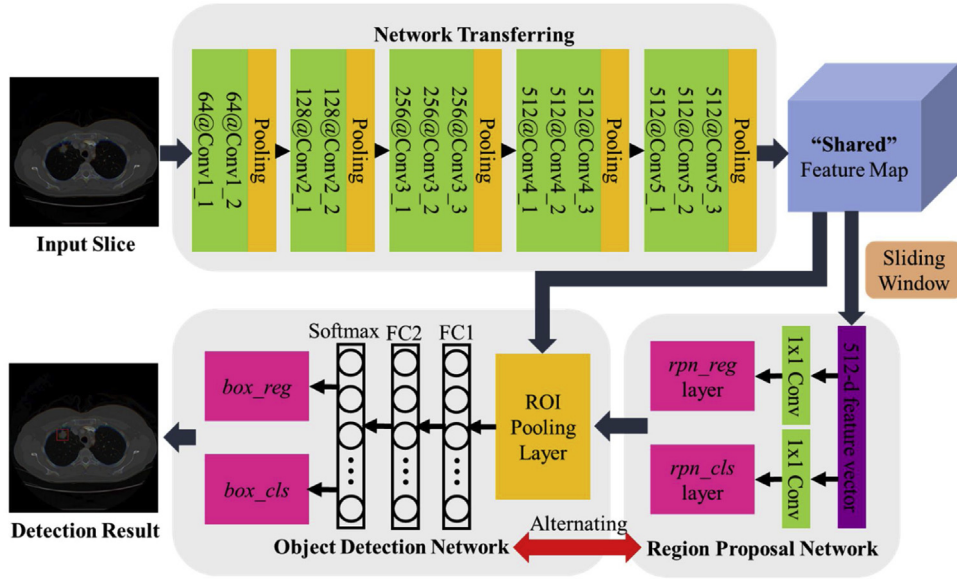 Network Transferring
Input Slice
64@Conv1_1
64@Conv1_2
Pooling
128@Conv2_1
128@Conv2_2
Pooling
256@Conv3_1
256@Conv3_2
256@Conv3_3
Pooling
512@Conv4_1
512@Conv4_2
512@Conv4_3
Pooling
512@Conv5_1
512@Conv5_2
512@Conv5_3
Pooling
“Shared”
Feature Map
Sliding
Window
512-d feature vector
1x1 Conv
1x1 Conv
rpn_reg
layer
rpn_cls
layer
Region Proposal Network
Alternating
ROI
Pooling
Layer
FC1
FC2
Softmax
box_reg
box_cls
Object Detection Network
Detection Result